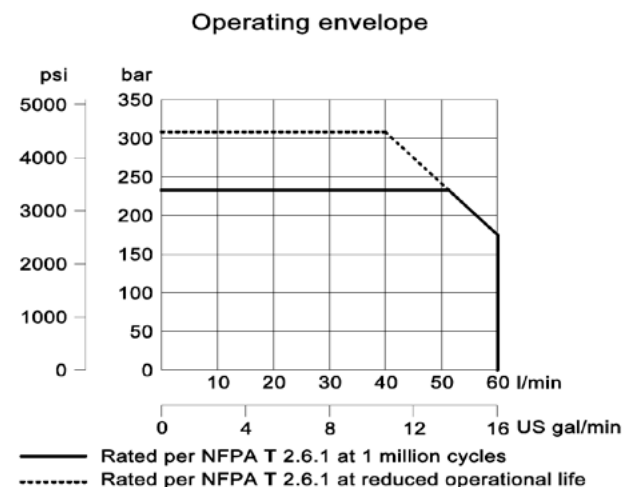 Operating envelope
psi bar
5000 350
4000 300
3000 250
2000 200
1000 150
0 100
50
0
10 20 30 40 50 60 l/min
0 4 8 12 16 US gal/min
Rated per NFPA T 2.6.1 at 1 million cycles
Rated per NFPA T 2.6.1 at reduced operational life